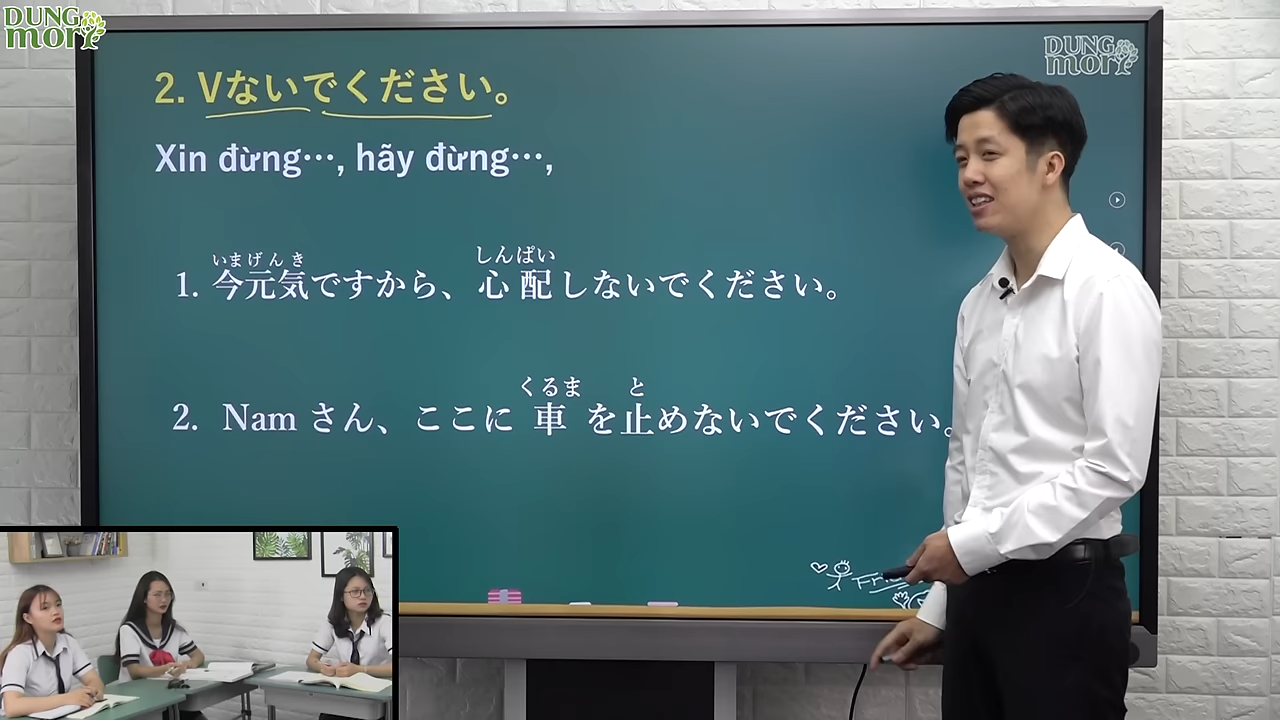 DUNG
mori
DUNG
mori
2. Vないでください。
Xin đừng…, hãy đừng…,
いまげんき しんぱい
1. 今元気ですから、心配しないでください。
くるま と
2. Nam さん、ここに車を止めないでください。